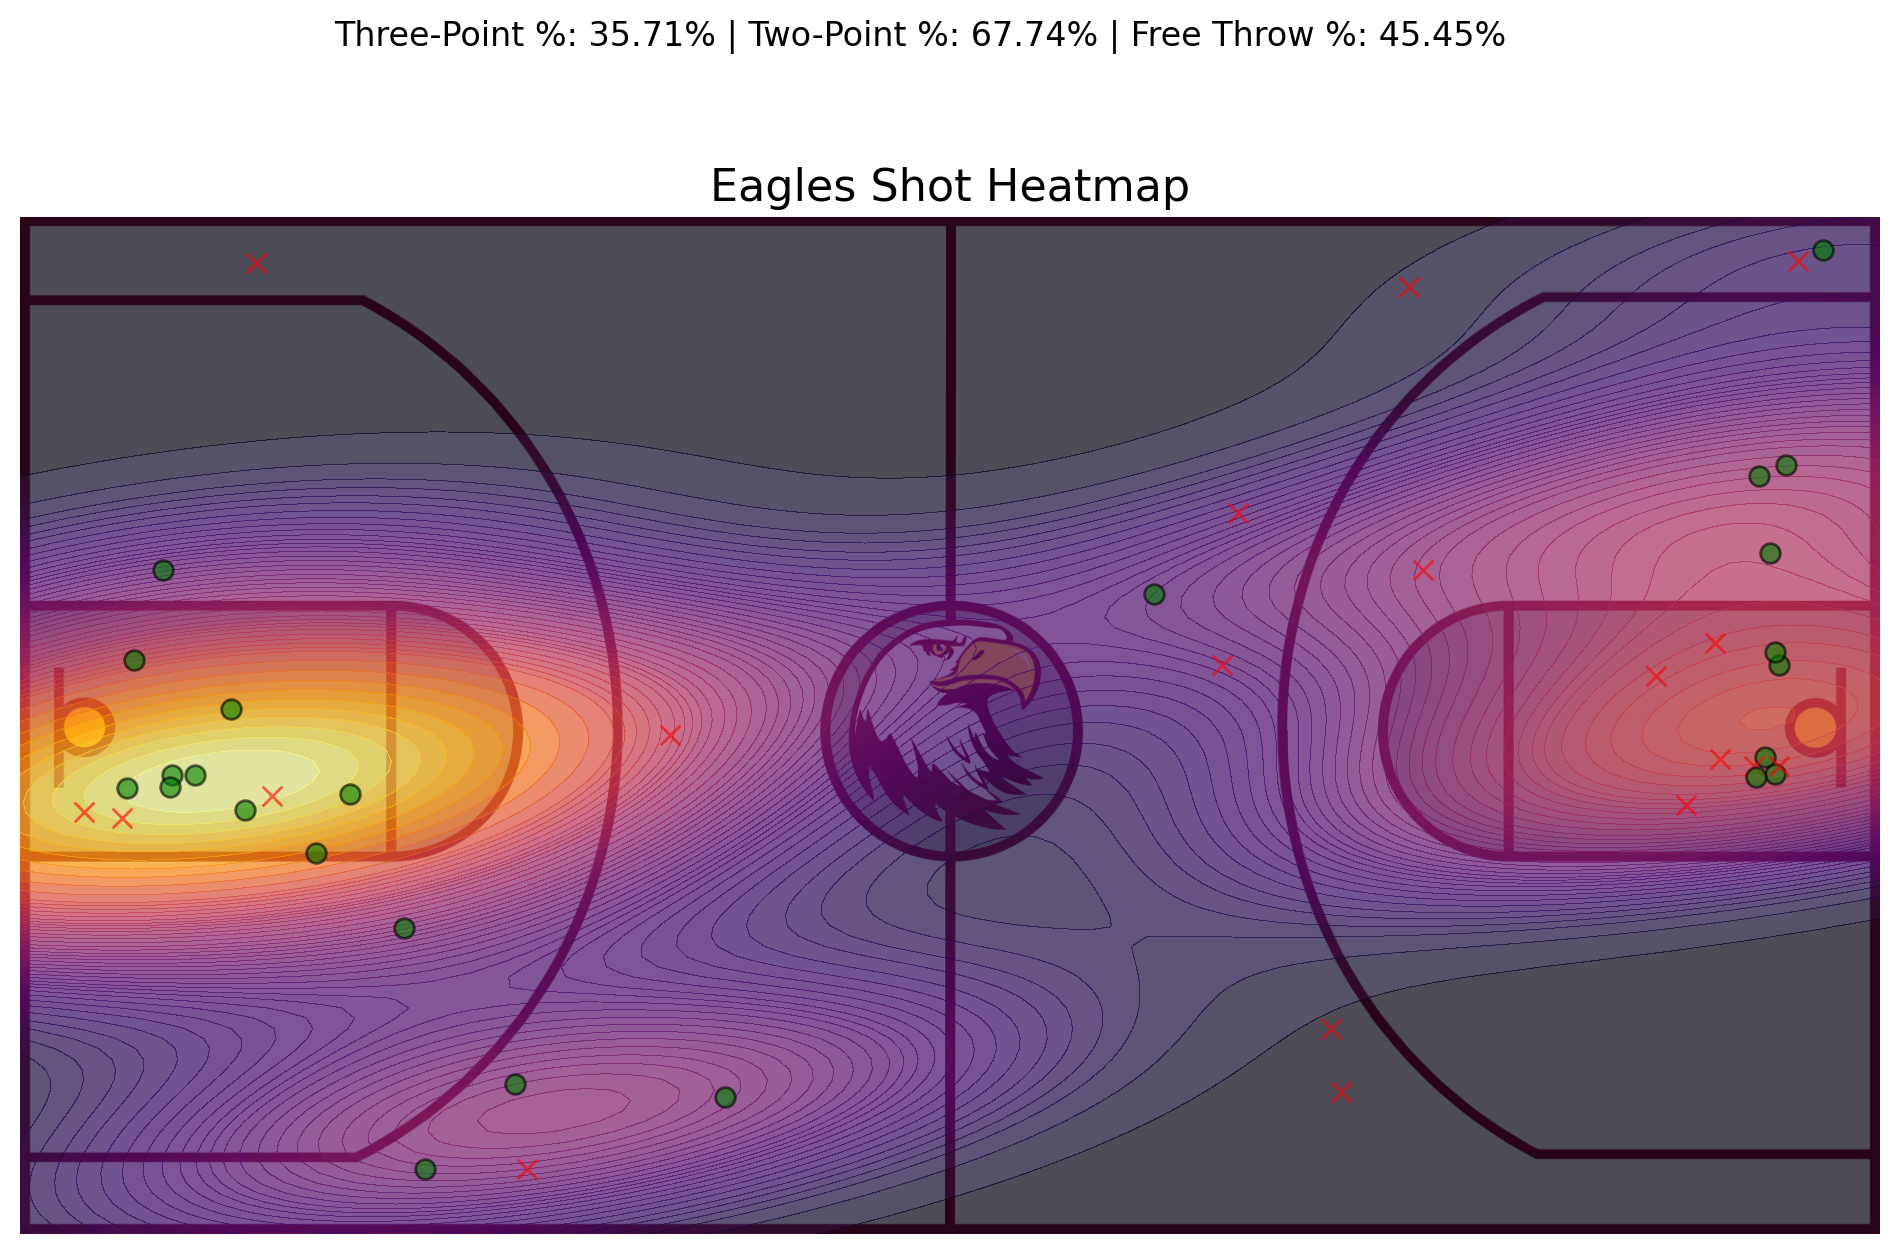 Three-Point %: 35.71% | Two-Point %: 67.74% | Free Throw %: 45.45%
Eagles Shot Heatmap